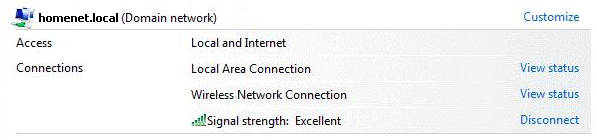 homenet.local (Domain network) Customize
Access Local and Internet
Connections Local Area Connection View status
Wireless Network Connection View status
Signal strength: Excellent Disconnect